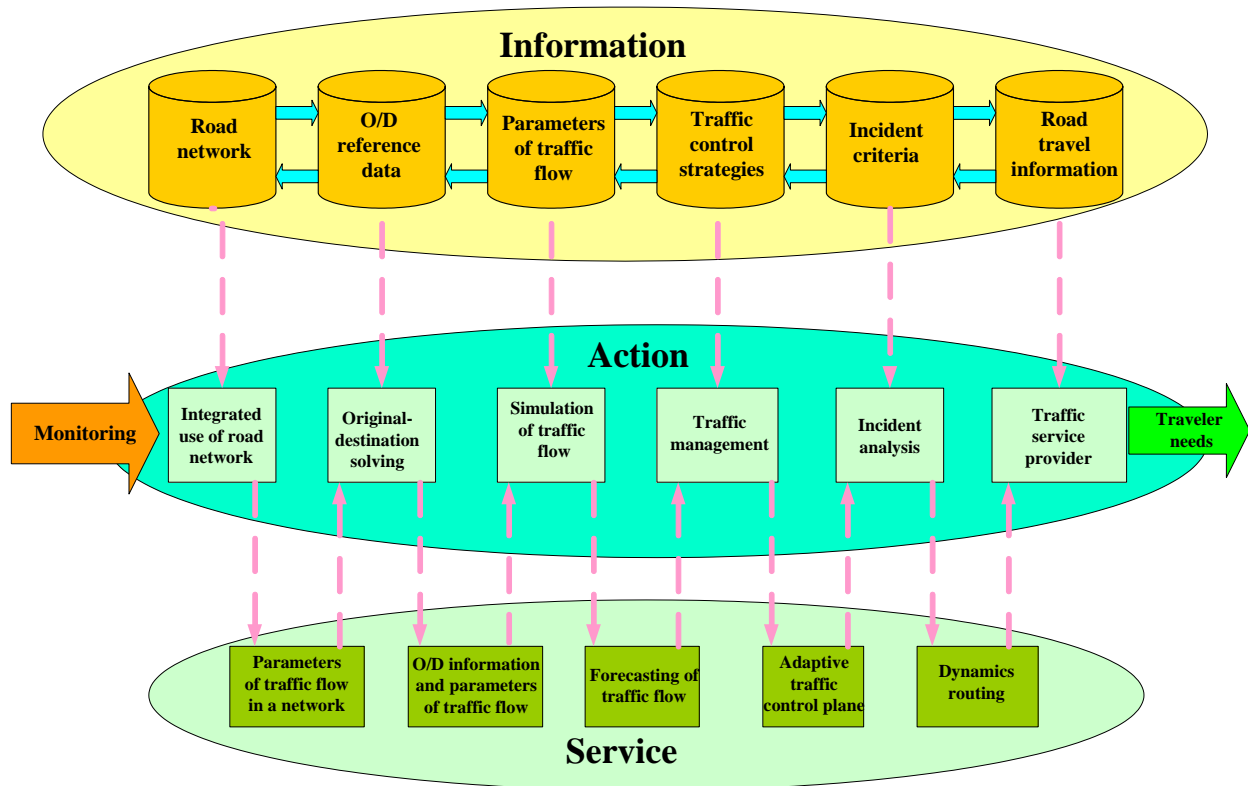 Information
Road
network
O/D
reference
data
Parameters
of traffic
flow
Traffic
control
strategies
Incident
criteria
Road
travel
information
Action
Monitoring
Integrated
use of road
network
Original-
destination
solving
Simulation
of traffic
flow
Traffic
management
Incident
analysis
Traffic
service
provider
Traveler
needs
Parameters
of traffic flow
in a network
O/D information
and parameters
of traffic flow
Forecasting of
traffic flow
Adaptive
traffic
control plane
Dynamics
routing
Service